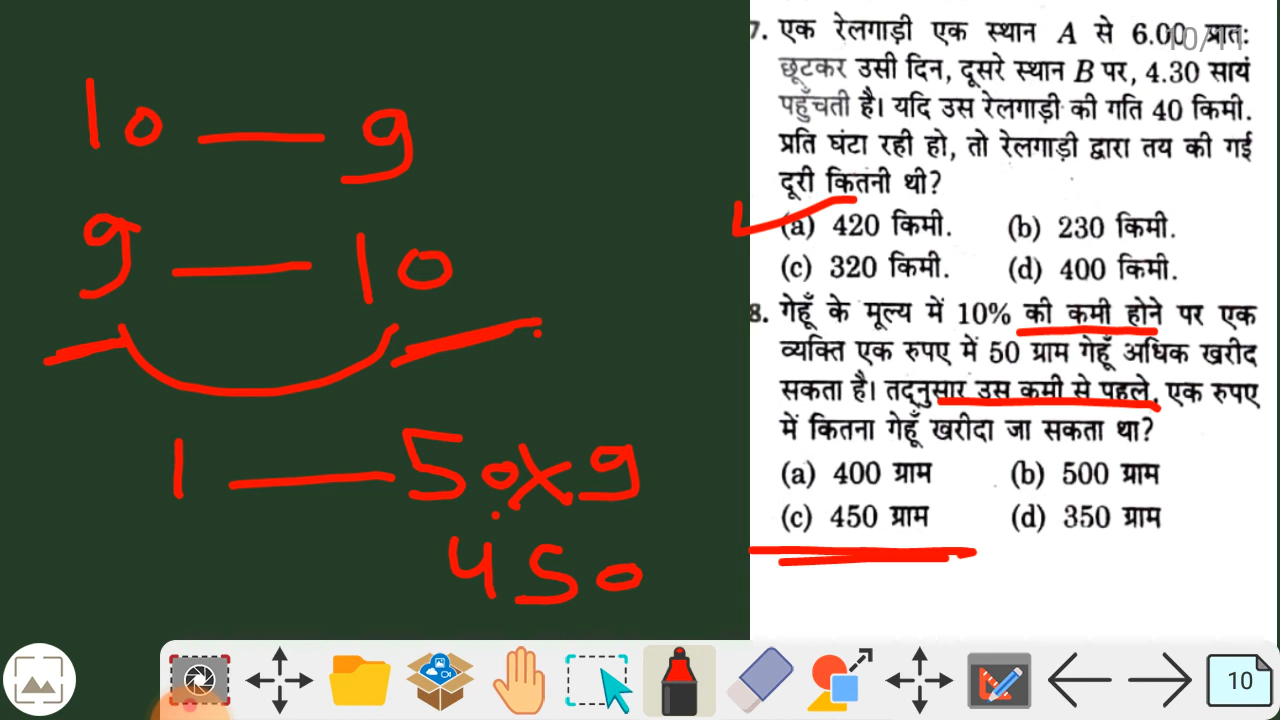 10 — 9
9 — 10
1 — 50x9
450
10/11
7. एक रेलगाड़ी एक स्थान A से 6.00 प्रात:
छूटकर उसी दिन, दूसरे स्थान B पर, 4.30 सायं
पहुँचती है। यदि उस रेलगाड़ी की गति 40 किमी.
प्रति घंटा रही हो, तो रेलगाड़ी द्वारा तय की गई
दूरी कितनी थी?
(a) 420 किमी. (b) 230 किमी.
(c) 320 किमी. (d) 400 किमी.
8. गेहूँ के मूल्य में 10% की कमी होने पर एक
व्यक्ति एक रुपए में 50 ग्राम गेहूँ अधिक खरीद
सकता है। तद्नुसार उस कमी से पहले, एक रुपए
में कितना गेहूँ खरीदा जा सकता था?
(a) 400 ग्राम (b) 500 ग्राम
(c) 450 ग्राम (d) 350 ग्राम
10